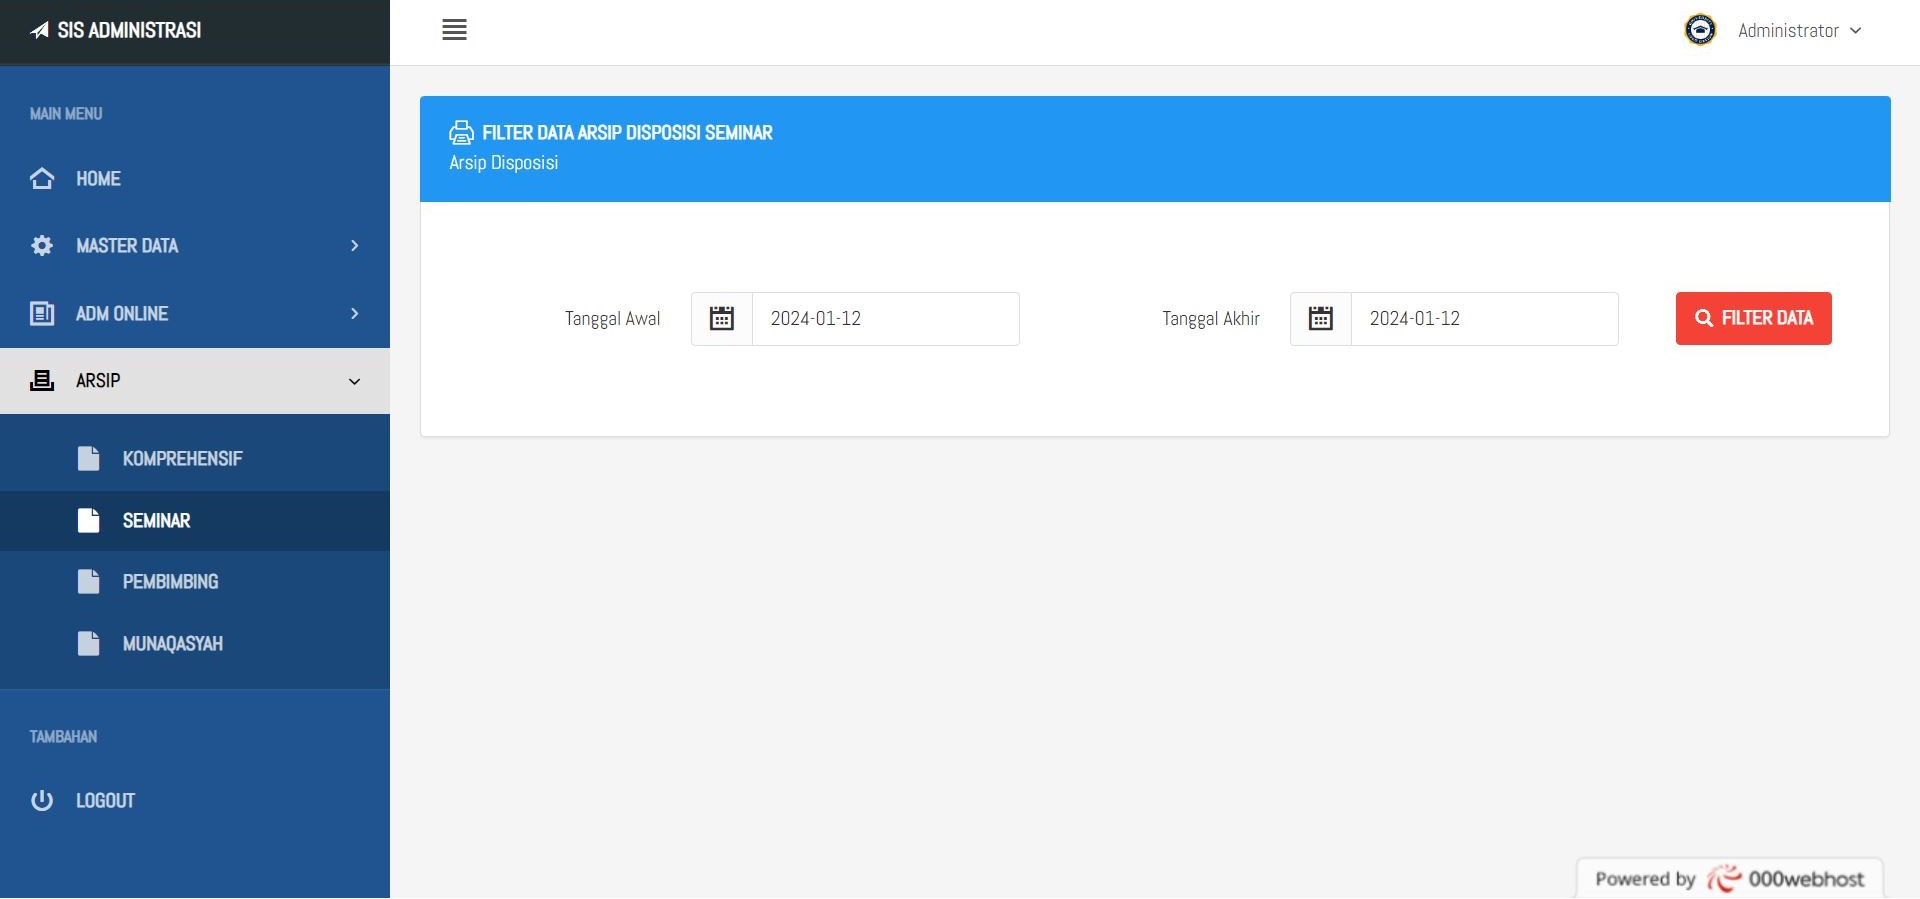 SIS ADMINISTRASI
Administrator
MAIN MENU
HOME
MASTER DATA
ADM ONLINE
ARSIP
KOMPREHENSIF
SEMINAR
PEMBIMBING
MUNAQASYAH
TAMBAHAN
LOGOUT
FILTER DATA ARSIP DISPOSISI SEMINAR
Arsip Disposisi
Tanggal Awal 2024-01-12 Tanggal Akhir 2024-01-12 FILTER DATA
Powered by 000webhost